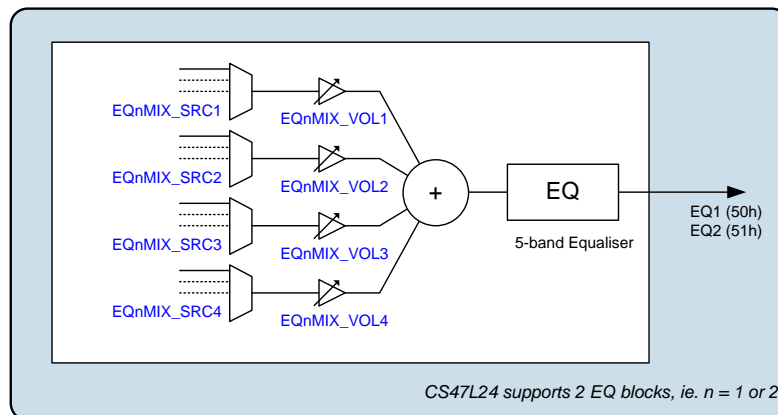 EQnMIX_SRC1
EQnMIX_VOL1
EQnMIX_SRC2
EQnMIX_VOL2
EQnMIX_SRC3
EQnMIX_VOL3
EQnMIX_SRC4
EQnMIX_VOL4
+
EQ
5-band Equaliser
EQ1 (50h)
EQ2 (51h)
CS47L24 supports 2 EQ blocks, ie. n = 1 or 2